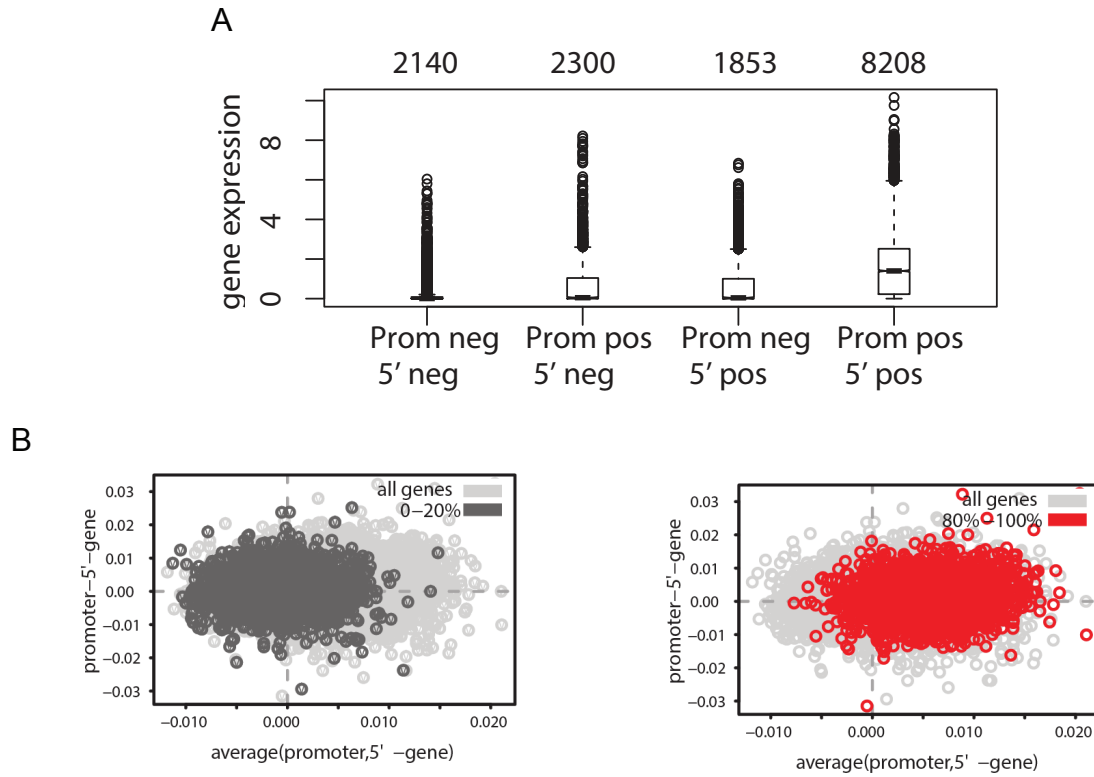 A
2140 2300 1853 8208
gene expression
8
4
0
Prom neg Prom pos Prom neg Prom pos
5’ neg 5’ neg 5’ pos 5’ pos
B
promoter−5'−gene
0.03
0.02
0.01
0.00
−0.01
−0.02
−0.03
all genes
0−20%
−0.010 0.000 0.010 0.020
average(promoter,5' −gene)
promoter−5'−gene
0.03
0.02
0.01
0.00
−0.01
−0.02
−0.03
all genes
80%−100%
−0.010 0.000 0.010 0.020
average(promoter,5' −gene)